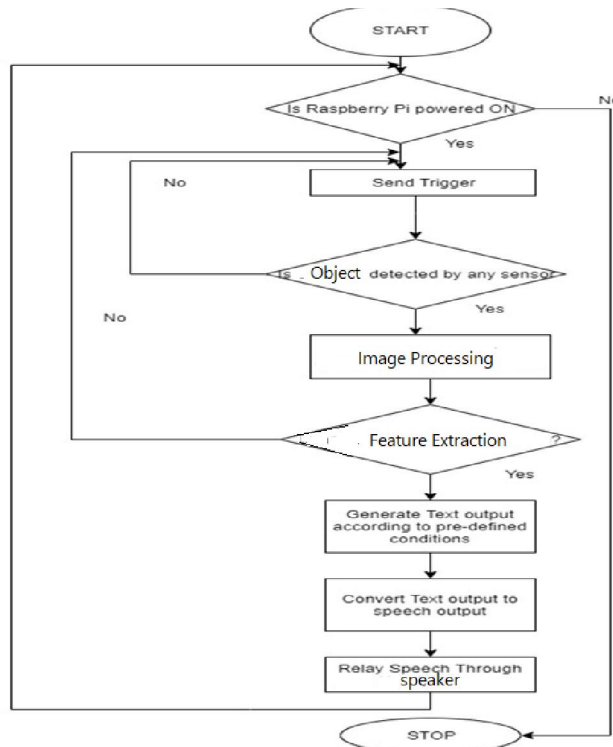 START
Is Raspberry Pi powered ON
No
Yes
No
Send Trigger
Is Object detected by any sensor
Yes
No
Image Processing
Feature Extraction ?
Yes
Generate Text output
according to pre-defined
conditions
Convert Text output to
speech output
Relay Speech Through
speaker
STOP